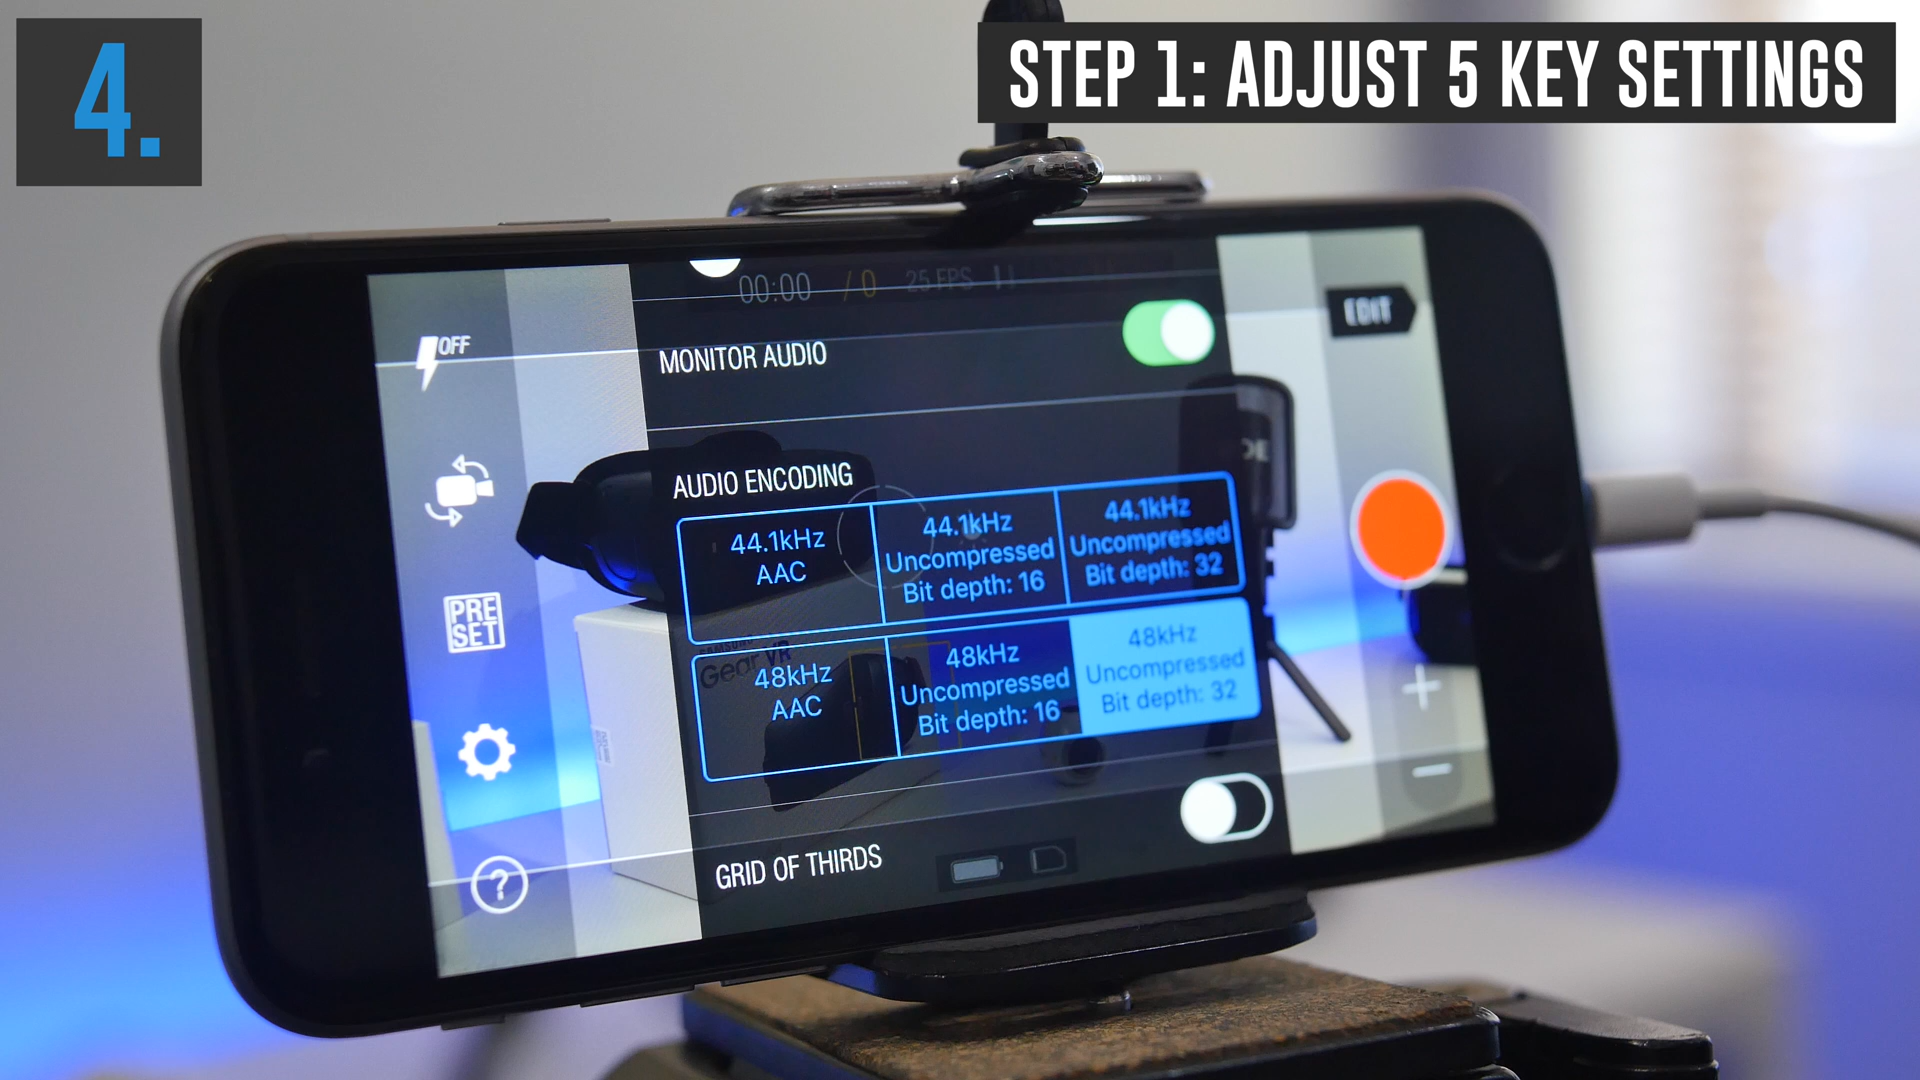 4.
STEP 1: ADJUST 5 KEY SETTINGS
00:00 / 0 25 FPS
OFF
EDIT
MONITOR AUDIO
AUDIO ENCODING
44.1kHz
AAC
44.1kHz
Uncompressed
Bit depth: 16
44.1kHz
Uncompressed
Bit depth: 32
PRE
SET
Gear VR
48kHz
AAC
48kHz
Uncompressed
Bit depth: 16
48kHz
Uncompressed
Bit depth: 32
GRID OF THIRDS
?